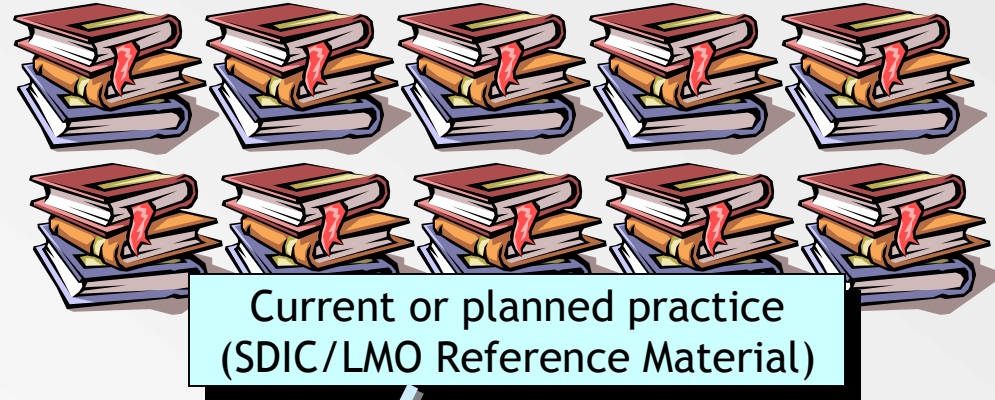 Current or planned practice
(SDIC/LMO Reference Material)